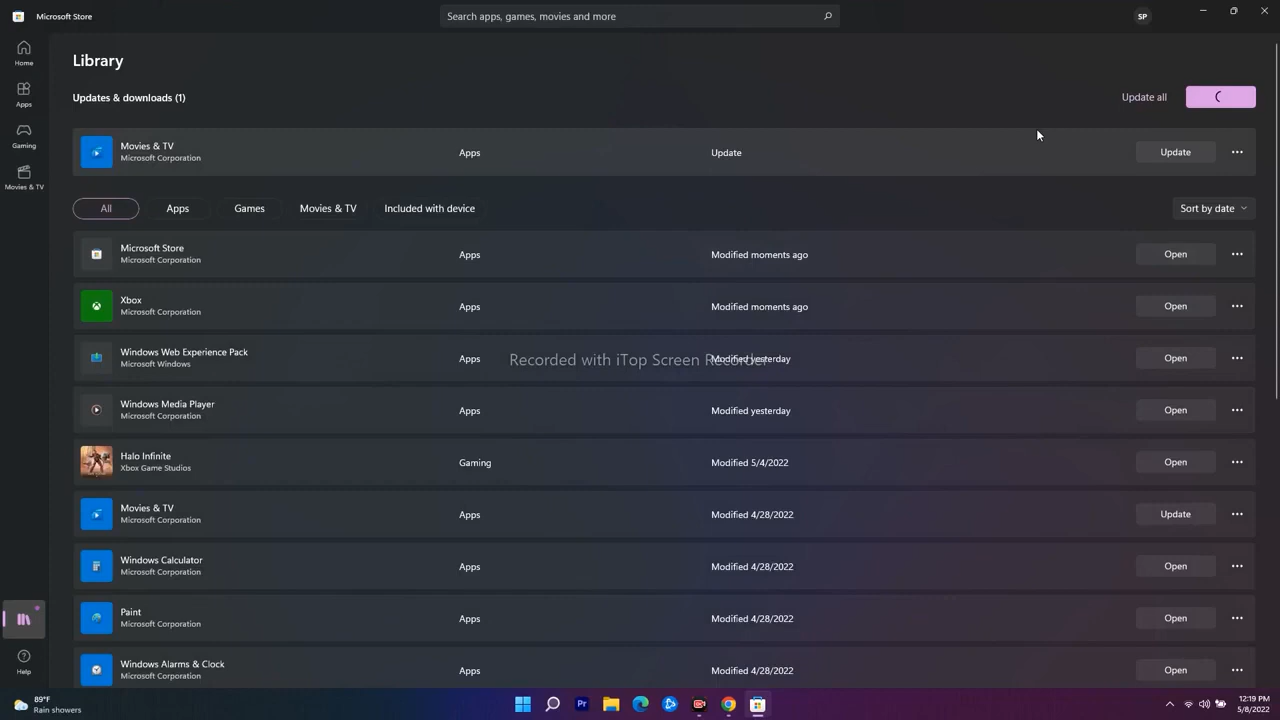 Microsoft Store
Search apps, games, movies and more
SP
Home
Apps
Gaming
Movies & TV
Library
Updates & downloads (1)
Update all
Movies & TV
Microsoft Corporation
Apps
Update
Update
All
Apps
Games
Movies & TV
Included with device
Sort by date
Microsoft Store
Microsoft Corporation
Apps
Modified moments ago
Open
Xbox
Microsoft Corporation
Apps
Modified moments ago
Open
Windows Web Experience Pack
Microsoft Windows
Apps
Recorded with iTop Screen Recorder
Modified yesterday
Open
Windows Media Player
Microsoft Corporation
Apps
Modified yesterday
Open
Halo Infinite
Xbox Game Studios
Gaming
Modified 5/4/2022
Open
Movies & TV
Microsoft Corporation
Apps
Modified 4/28/2022
Update
Windows Calculator
Microsoft Corporation
Apps
Modified 4/28/2022
Open
Paint
Microsoft Corporation
Apps
Modified 4/28/2022
Open
Windows Alarms & Clock
Microsoft Corporation
Apps
Modified 4/28/2022
Open
Help
89°F
Rain showers
Pr
12:19 PM
5/8/2022